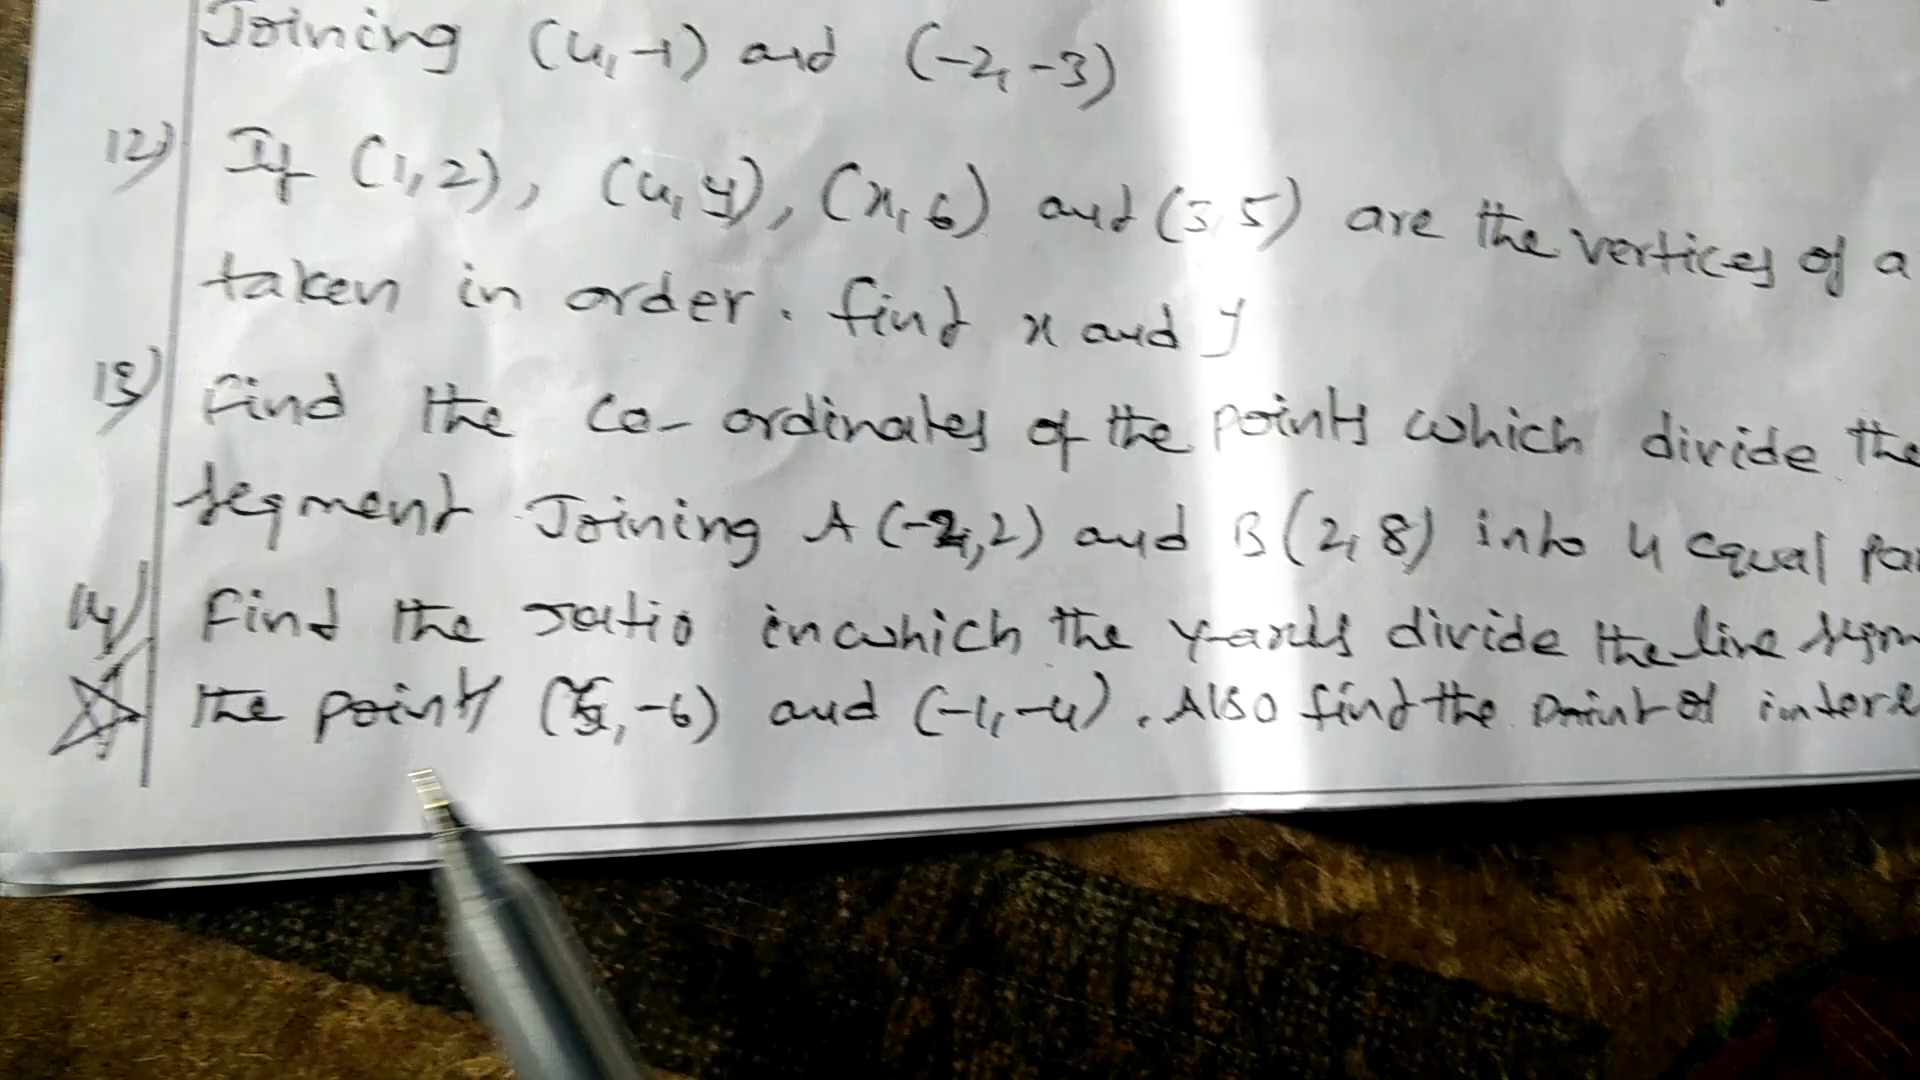 Joining (4,-1) and (-2,-3)
12) If (1,2), (4,y), (x,6) and (3,5) are the vertices of a
taken in order. find x and y
13) find the co-ordinates of the points which divide the
segment Joining A(-2,2) and B(2,8) into 4 equal par
14) Find the ratio in which the y-axis divide the line segm
the points (5,-6) and (-1,-4). Also find the point of interse